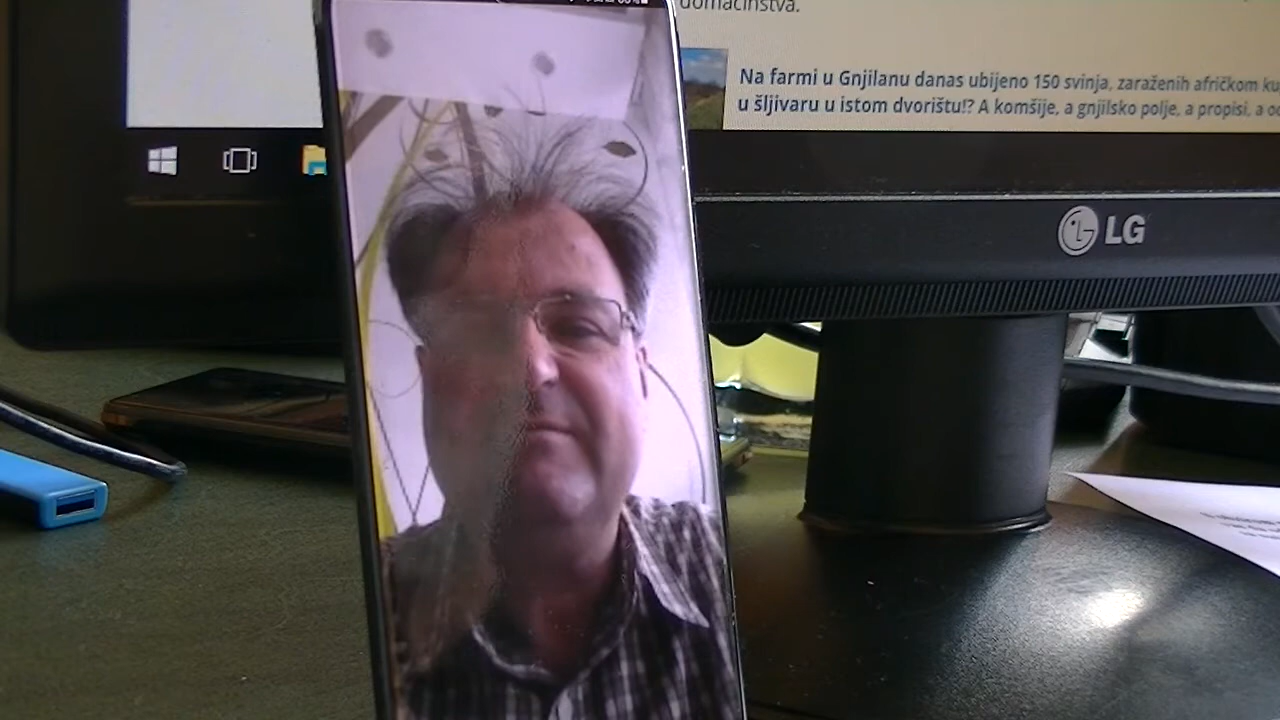 domaćinstva.
Na farmi u Gnjilanu danas ubijeno 150 svinja, zaraženih afričkom ku
u šljivaru u istom dvorištu!? A komšije, a gnjilsko polje, a propisi, a
LG